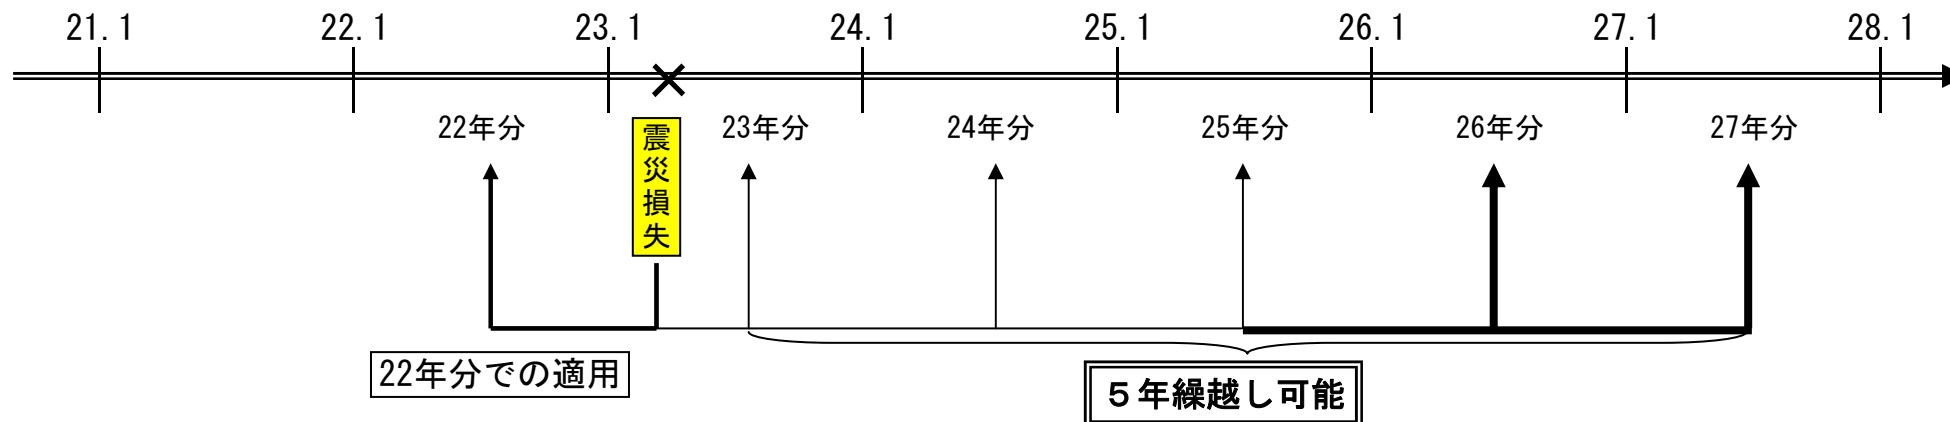 21.1 22.1 23.1 24.1 25.1 26.1 27.1 28.1
22年分 23年分 24年分 25年分 26年分 27年分
震災損失
22年分での適用
５年繰越し可能